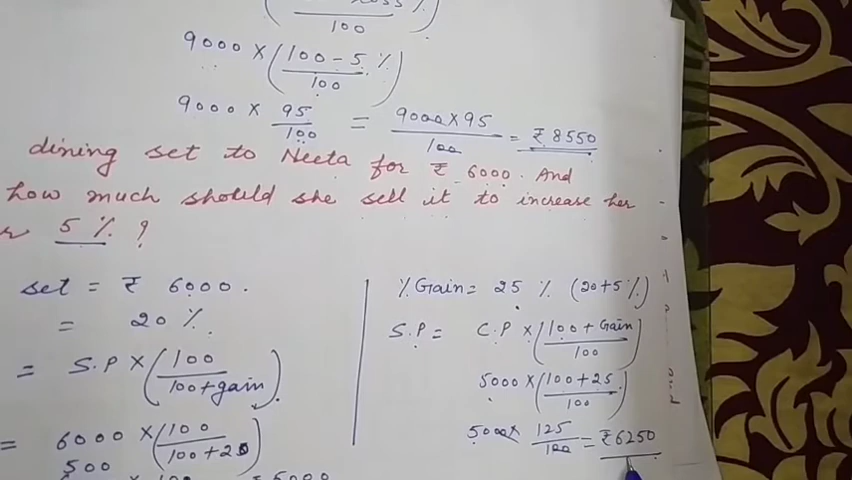 100
9000 × (100 - 5 % / 100)
9000 × 95/100 = 9000×95/100 = ₹ 8550
dining set to Neeta for ₹ 6000. And
how much should she sell it to increase her
5 % ?
set = ₹ 6000.
= 20 %.
= S.P × (100 / 100+gain)
= 6000 × (100 / 100+20)
500
5000
% Gain = 25 % (20+5%)
S.P = C.P × (100 + Gain / 100)
5000 × (100 + 25 / 100)
5000 × 125/100 = ₹6250